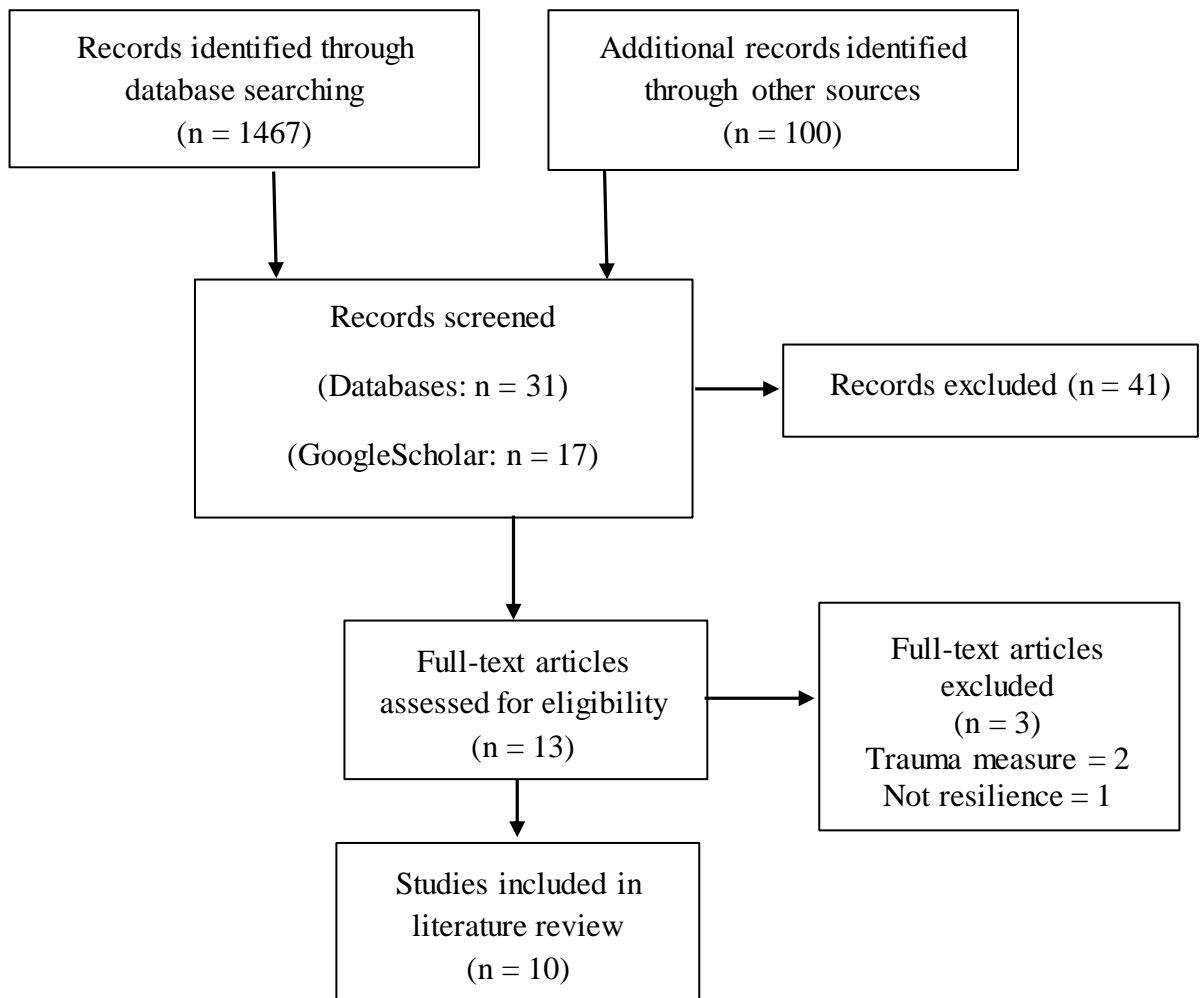 Records identified through
database searching
(n = 1467)
Additional records identified
through other sources
(n = 100)
Records screened
(Databases: n = 31)
(GoogleScholar: n = 17)
Records excluded (n = 41)
Full-text articles
assessed for eligibility
(n = 13)
Full-text articles
excluded
(n = 3)
Trauma measure = 2
Not resilience = 1
Studies included in
literature review
(n = 10)